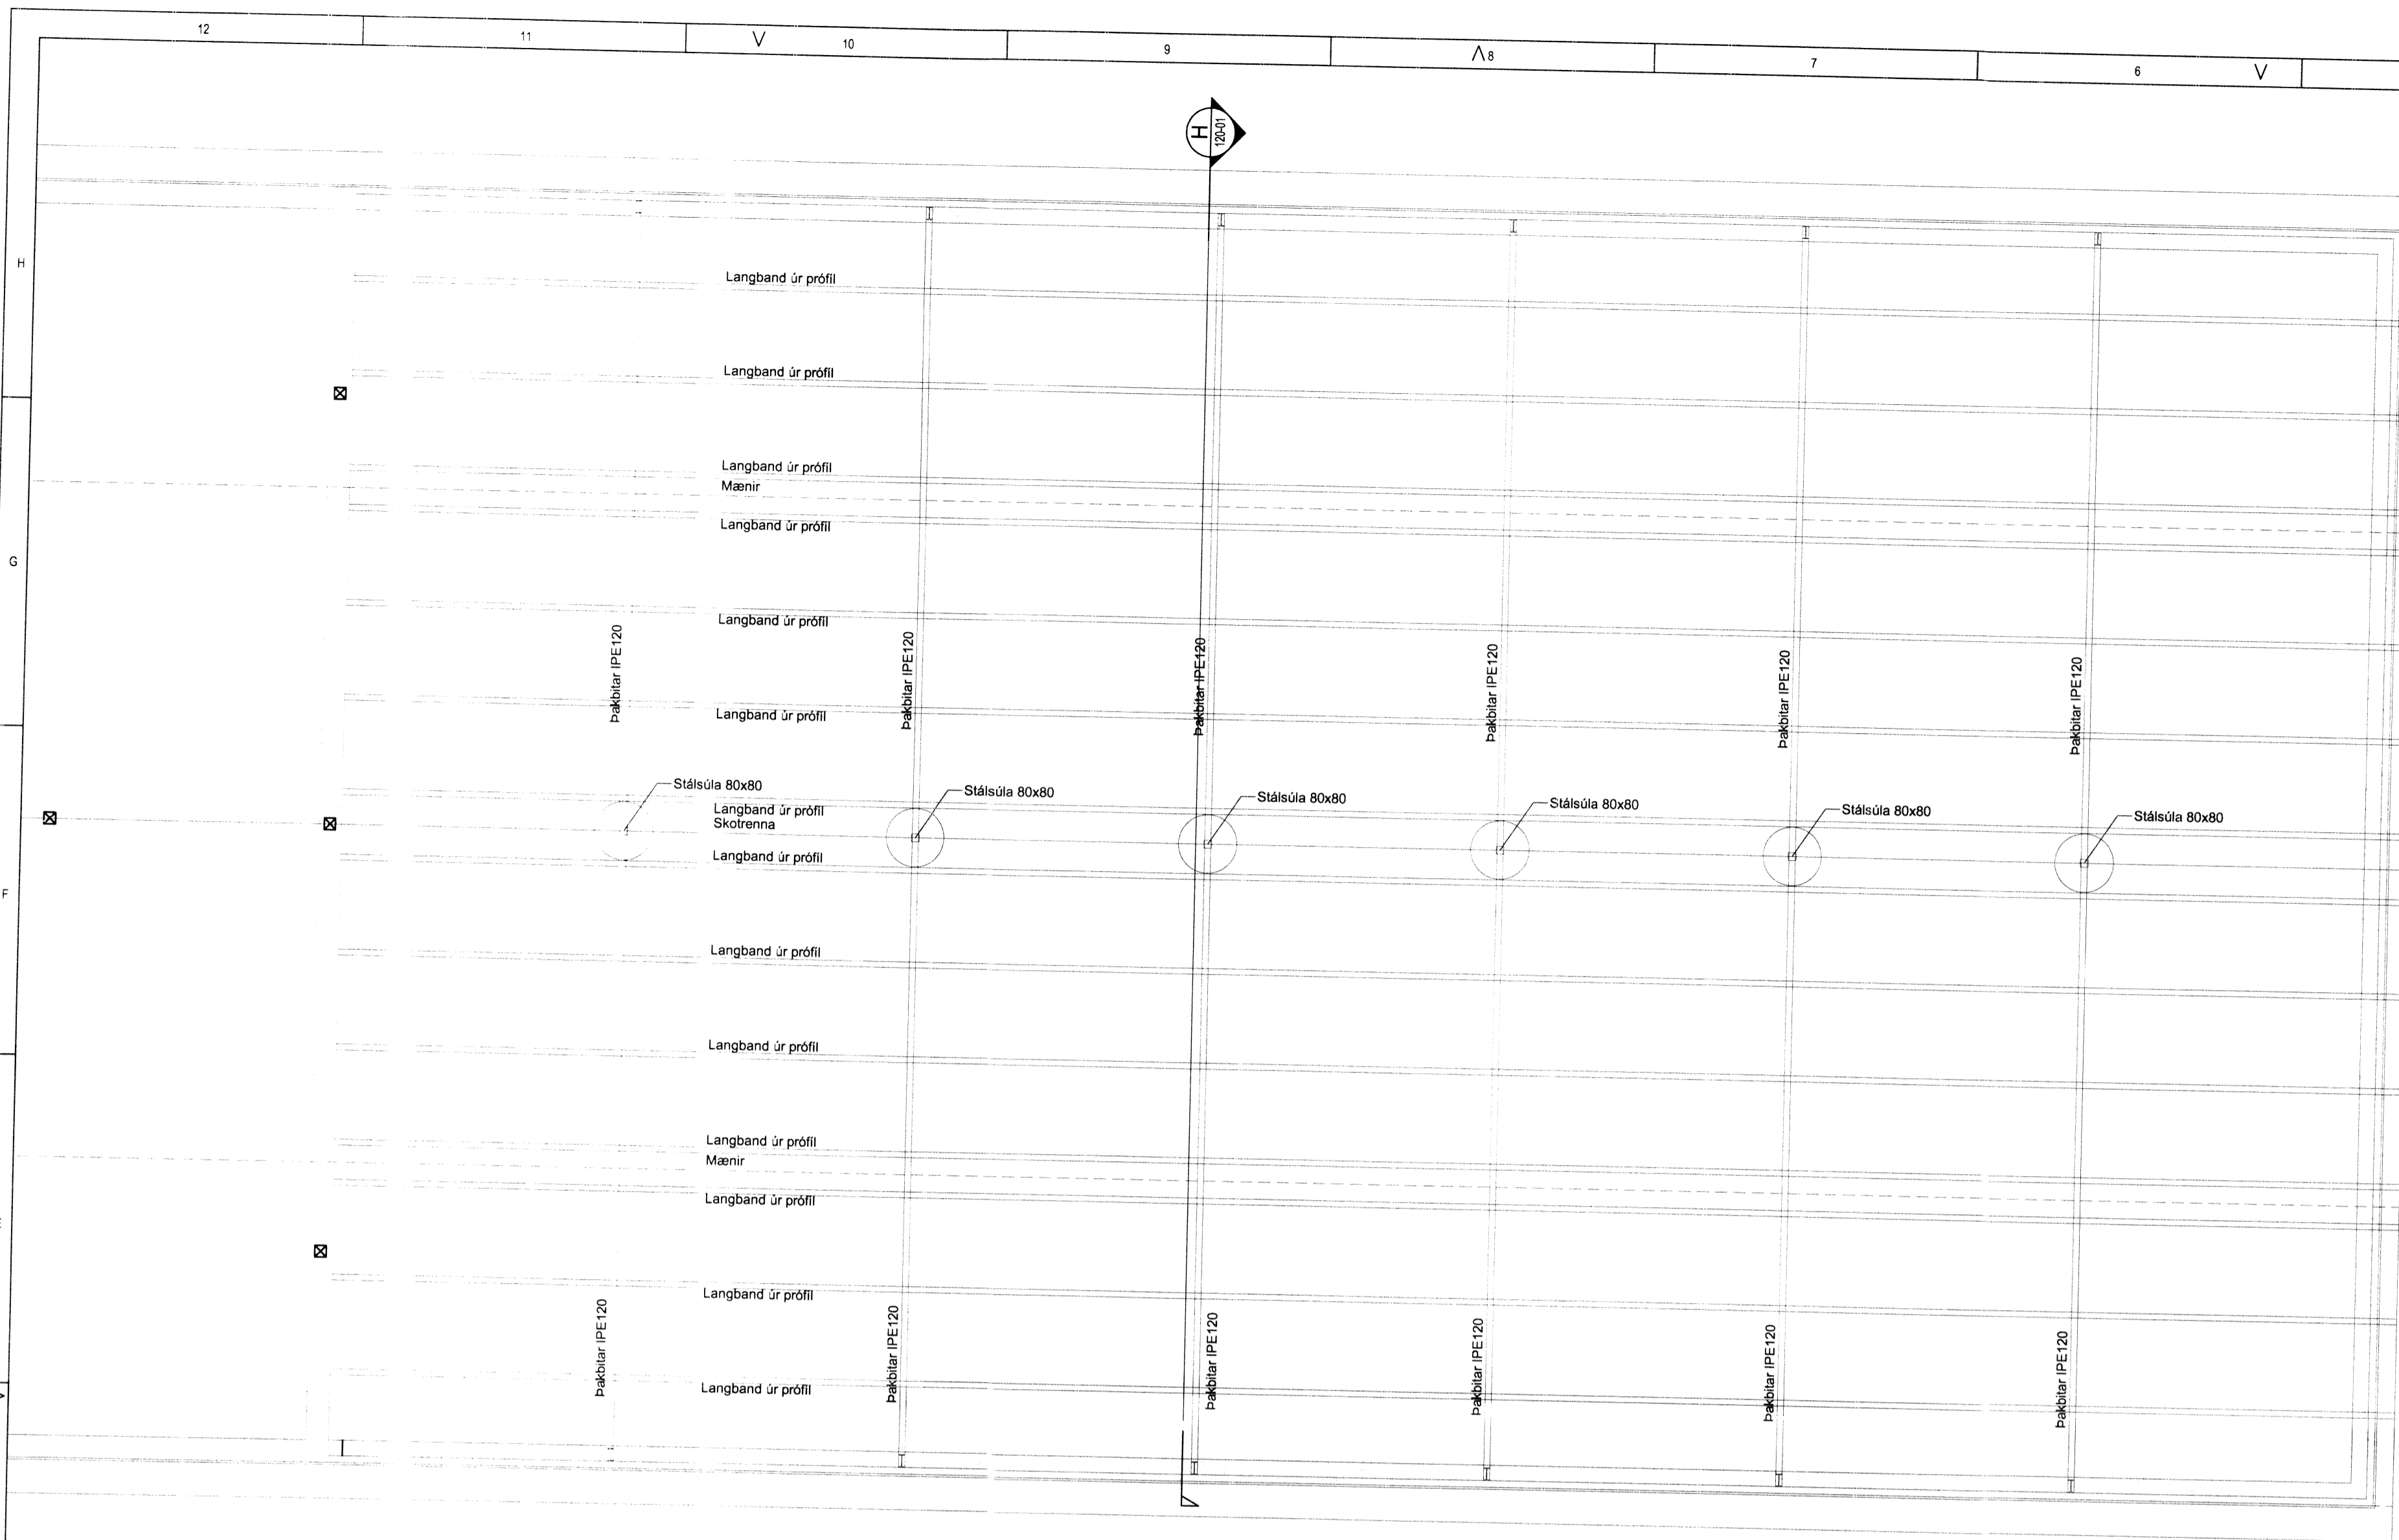 12
11
V
10
9
Λ 8
7
6
V
H
120-01
H
Langband úr prófíl
Langband úr prófíl
Langband úr prófíl
Mænir
Langband úr prófíl
G
Langband úr prófíl
Þakbitar IPE120
Þakbitar IPE120
Þakbitar IPE120
Þakbitar IPE120
Þakbitar IPE120
Þakbitar IPE120
Langband úr prófíl
Stálsúla 80x80
Stálsúla 80x80
Stálsúla 80x80
Stálsúla 80x80
Stálsúla 80x80
Stálsúla 80x80
Langband úr prófíl
Skotrenna
Langband úr prófíl
F
Langband úr prófíl
Langband úr prófíl
Langband úr prófíl
Mænir
Langband úr prófíl
Langband úr prófíl
Þakbitar IPE120
Þakbitar IPE120
Þakbitar IPE120
Þakbitar IPE120
Þakbitar IPE120
Þakbitar IPE120
Langband úr prófíl